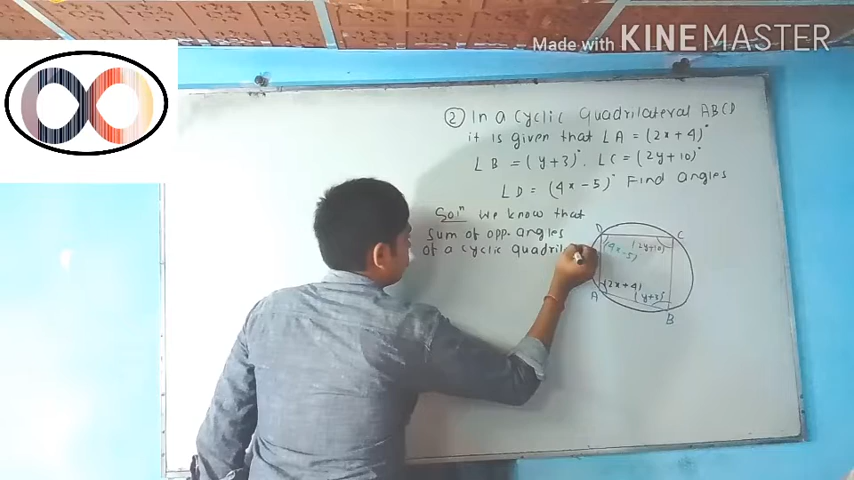 Made with KINEMASTER
② In a Cyclic Quadrilateral ABCD
it is given that ∠A = (2x+4)°
∠B = (y+3)°. ∠C = (2y+10)°
∠D = (4x-5)° Find angles
Solⁿ We know that
sum of opp. angles
of a cyclic quadril
D
C
(4x-5)
(2y+10)
(2x+4)
(y+3)
A
B